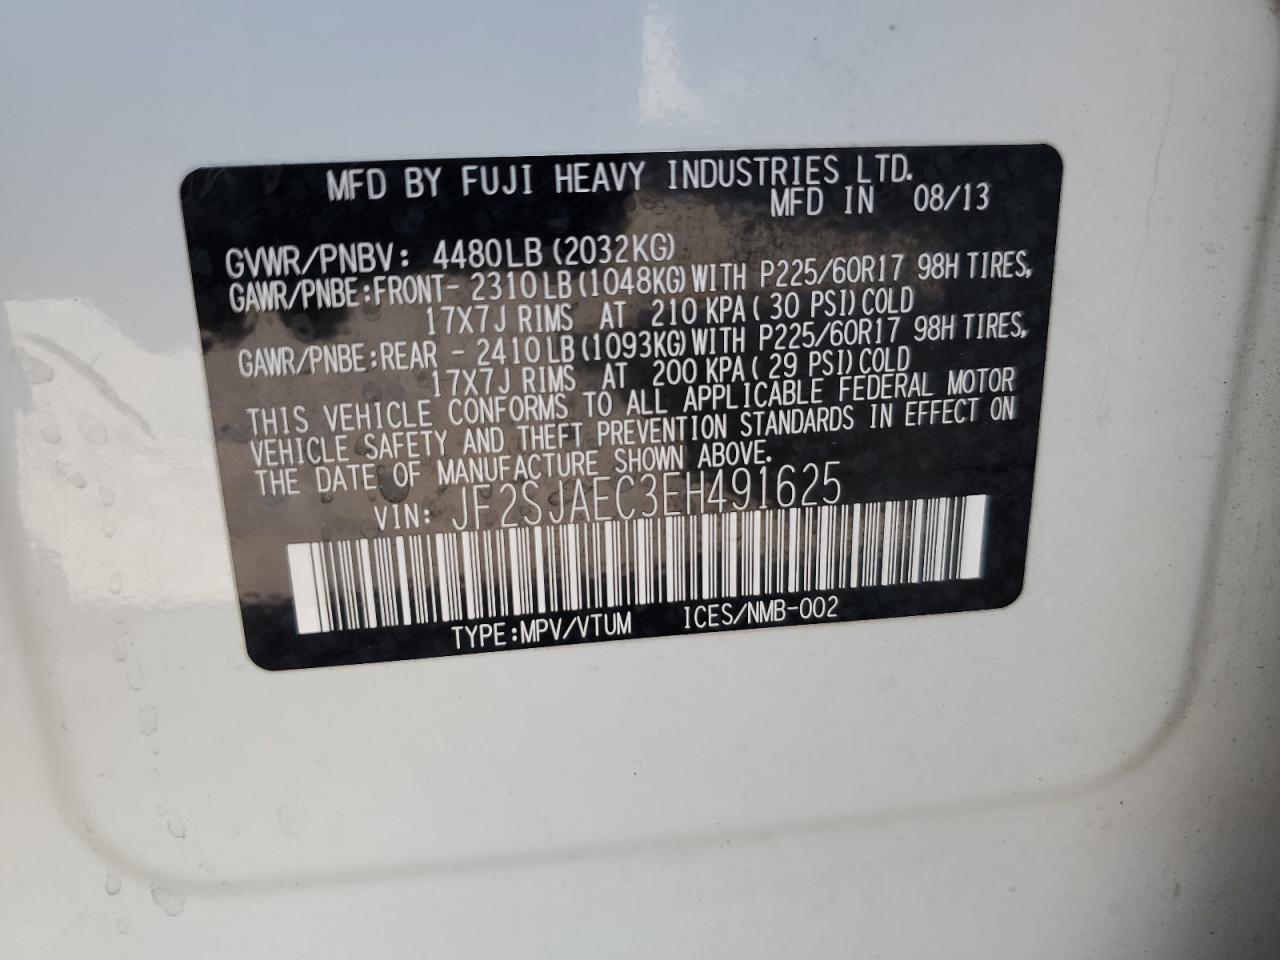 MFD BY FUJI HEAVY INDUSTRIES LTD.
MFD IN 08/13
GVWR/PNBV: 4480LB (2032KG)
GAWR/PNBE:FRONT- 2310LB (1048KG) WITH P225/60R17 98H TIRES,
17X7J RIMS AT 210 KPA ( 30 PSI) COLD
GAWR/PNBE:REAR - 2410LB (1093KG) WITH P225/60R17 98H TIRES,
17X7J RIMS AT 200 KPA ( 29 PSI) COLD
THIS VEHICLE CONFORMS TO ALL APPLICABLE FEDERAL MOTOR
VEHICLE SAFETY AND THEFT PREVENTION STANDARDS IN EFFECT ON
THE DATE OF MANUFACTURE SHOWN ABOVE.
VIN: JF2SJAEC3EH491625
TYPE:MPV/VTUM ICES/NMB-002